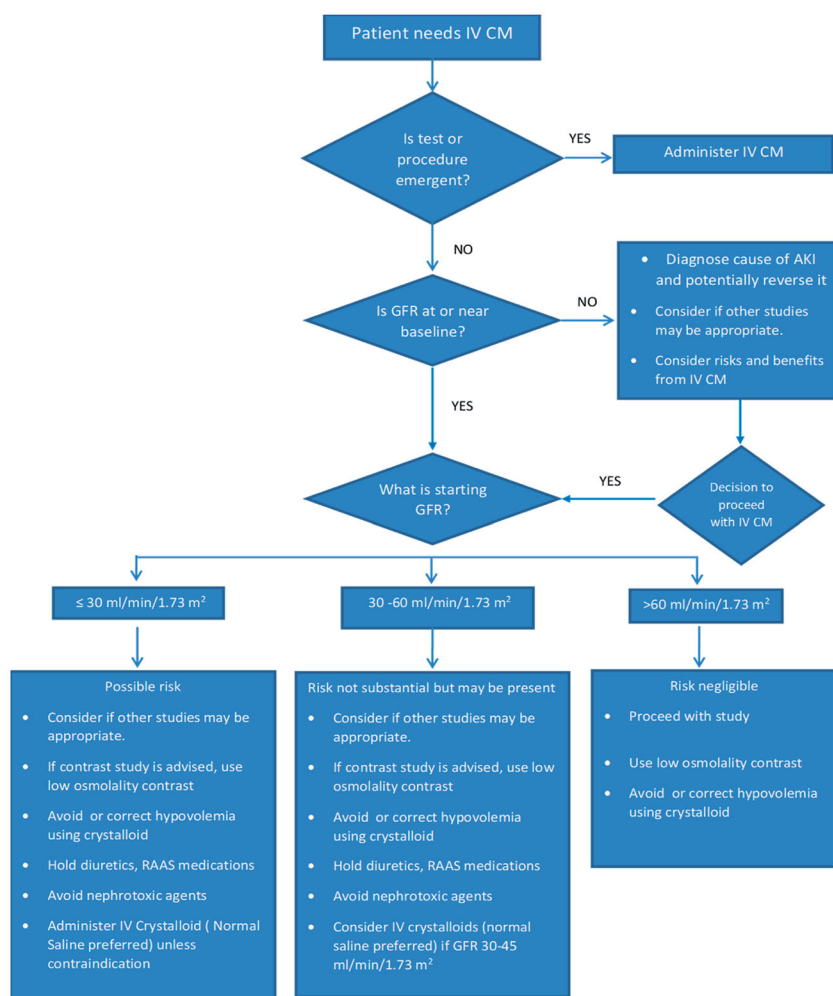 Patient needs IV CM
Is test or
procedure
emergent?
YES
Administer IV CM
NO
• Diagnose cause of AKI
and potentially reverse it
• Consider if other studies
may be appropriate.
• Consider risks and benefits
from IV CM
Is GFR at or near
baseline?
NO
YES
What is starting
GFR?
YES
Decision to
proceed
with IV CM
≤ 30 ml/min/1.73 m²
30 -60 ml/min/1.73 m²
>60 ml/min/1.73 m²
Possible risk
• Consider if other studies may be
appropriate.
• If contrast study is advised, use
low osmolality contrast
• Avoid or correct hypovolemia
using crystalloid
• Hold diuretics, RAAS medications
• Avoid nephrotoxic agents
• Administer IV Crystalloid ( Normal
Saline preferred) unless
contraindication
Risk not substantial but may be present
• Consider if other studies may be
appropriate.
• If contrast study is advised, use low
osmolality contrast
• Avoid or correct hypovolemia
using crystalloid
• Hold diuretics, RAAS medications
• Avoid nephrotoxic agents
• Consider IV crystalloids (normal
saline preferred) if GFR 30-45
ml/min/1.73 m²
Risk negligible
• Proceed with study
• Use low osmolality contrast
• Avoid or correct hypovolemia
using crystalloid